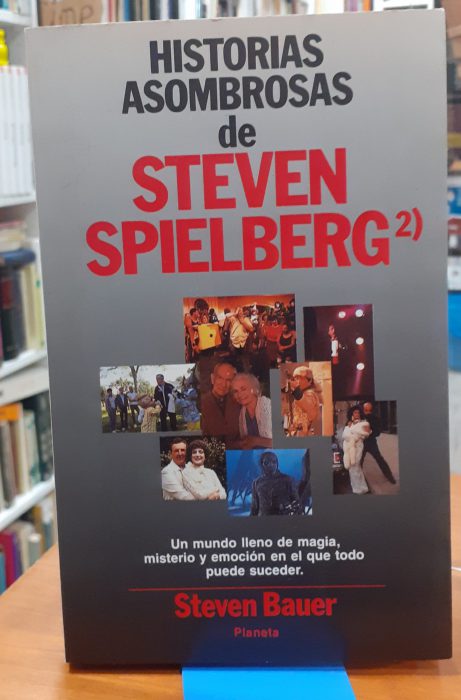 HISTORIAS
ASOMBROSAS
de
STEVEN
SPIELBERG 2)
Un mundo lleno de magia,
misterio y emoción en el que todo
puede suceder.
Steven Bauer
Planeta